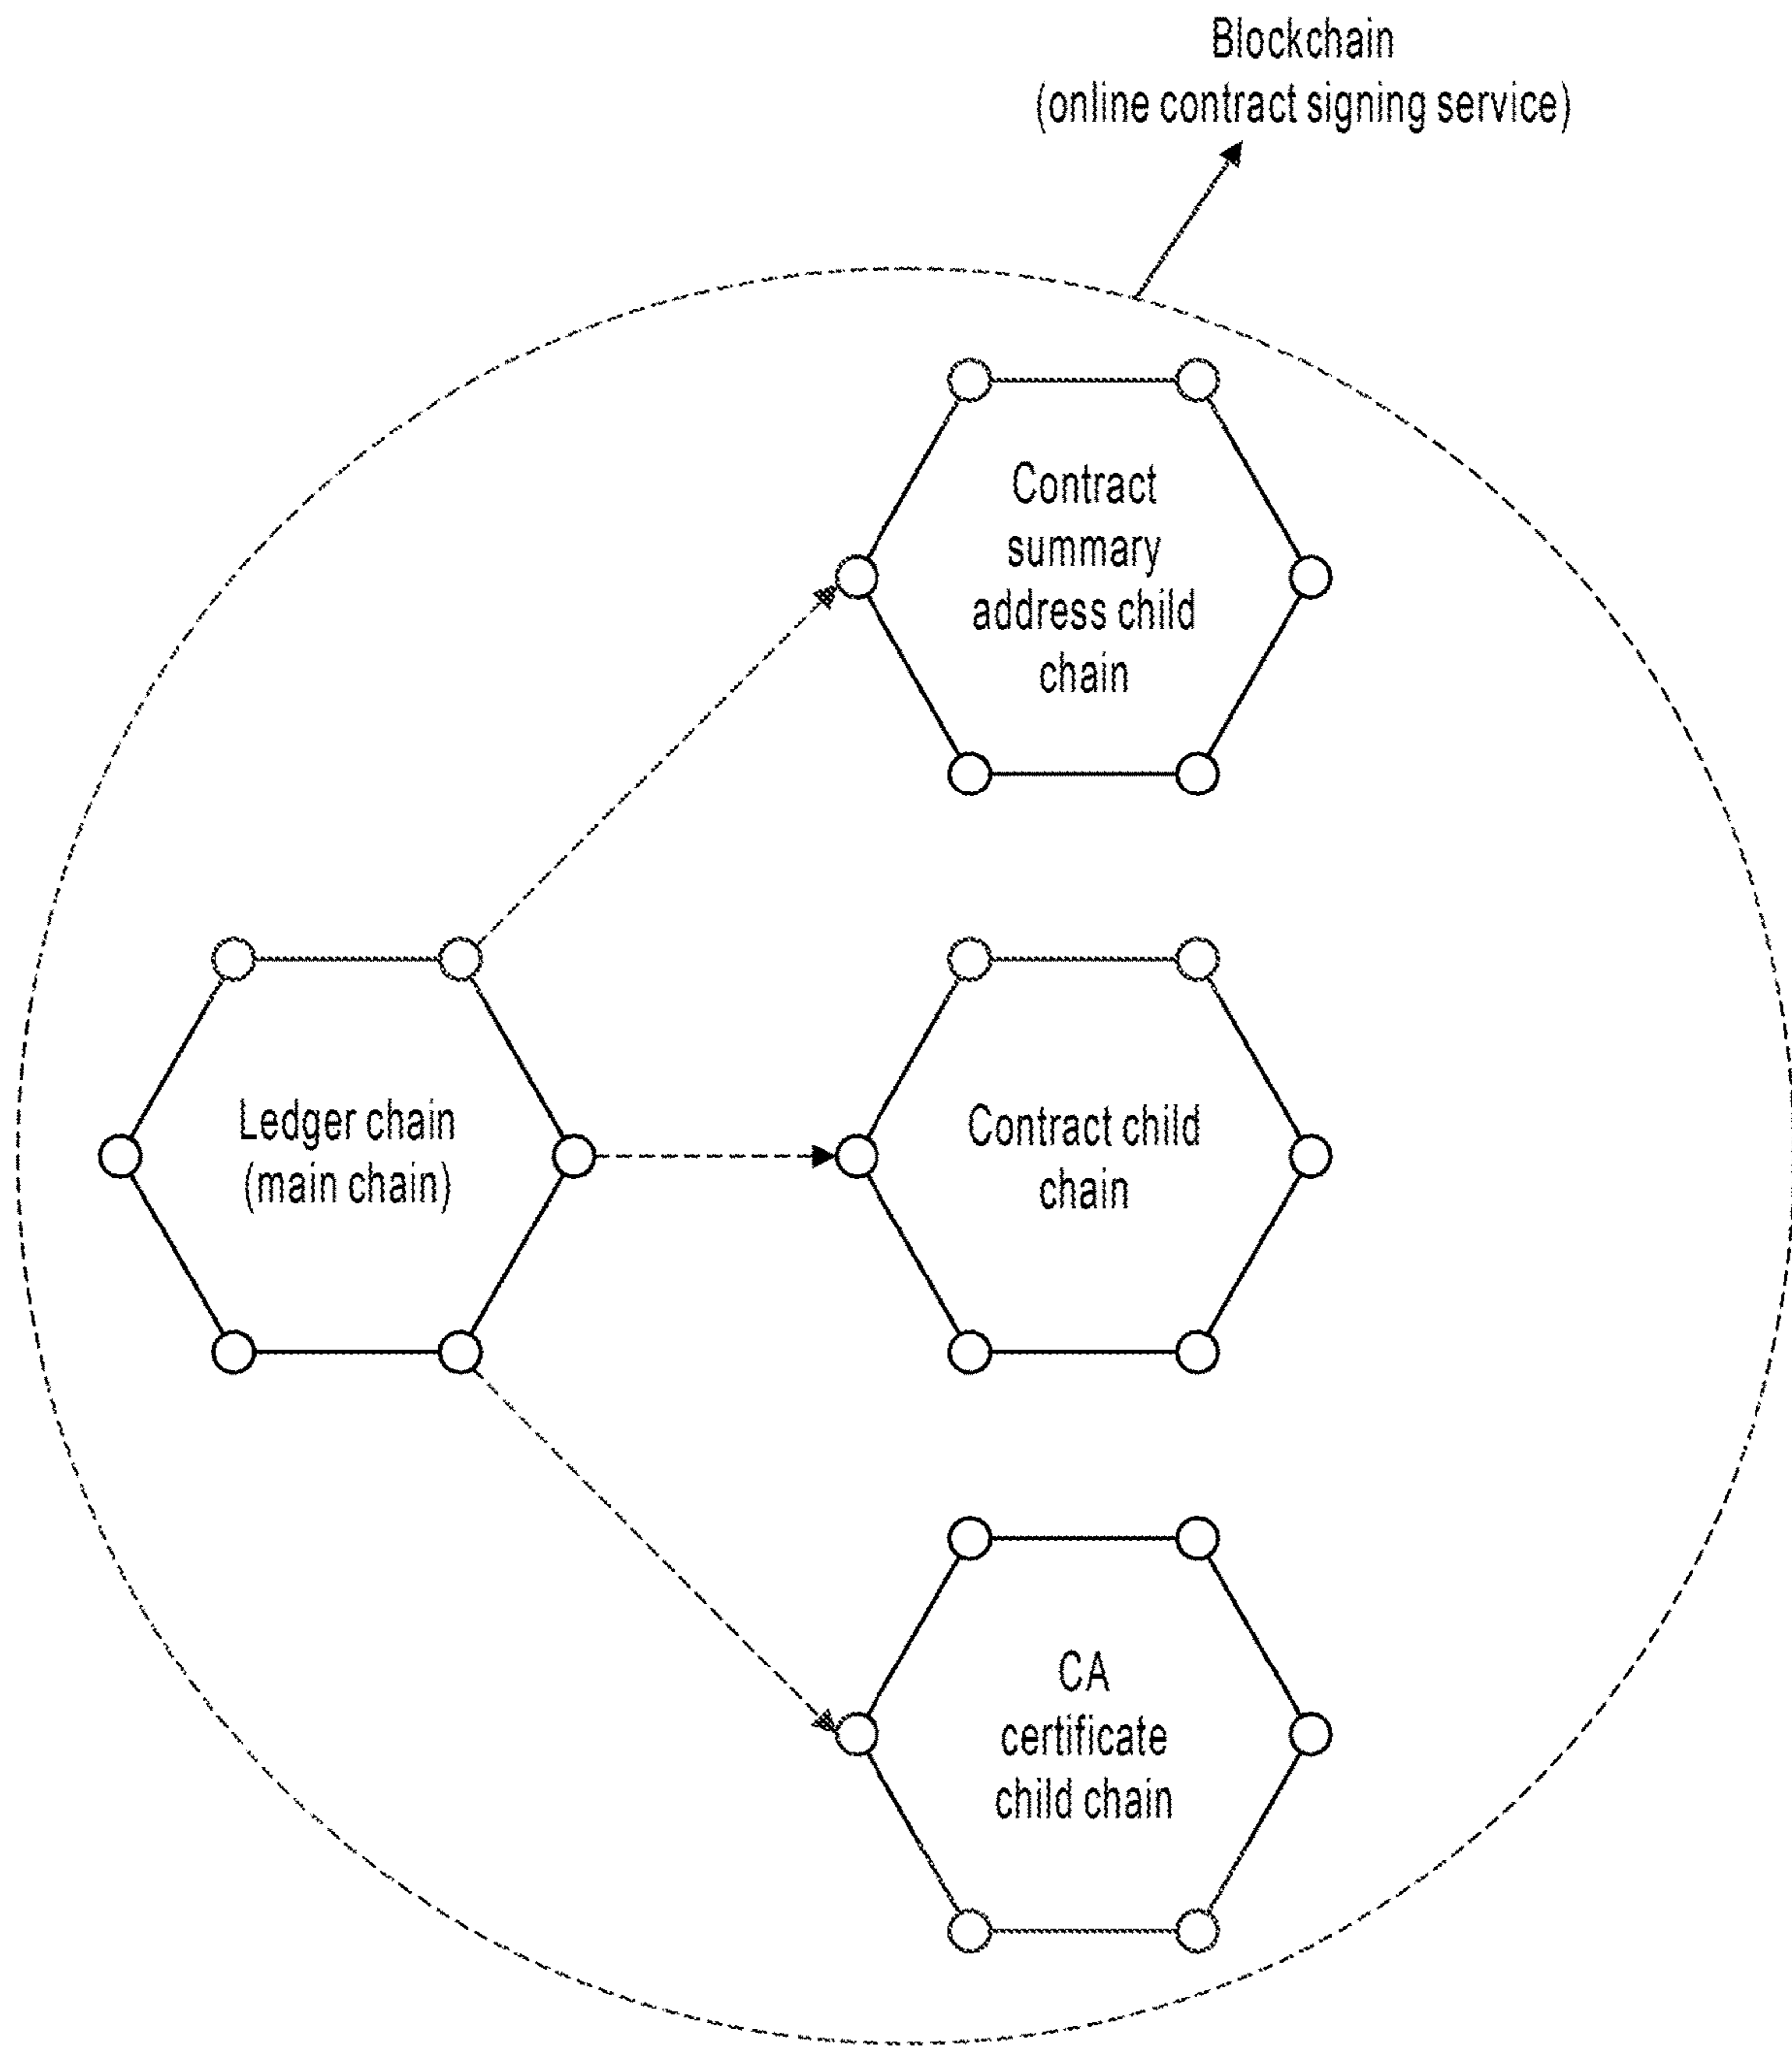 Blockchain
(online contract signing service)
Contract
summary
address child
chain
Ledger chain
(main chain)
Contract child
chain
CA
certificate
child chain